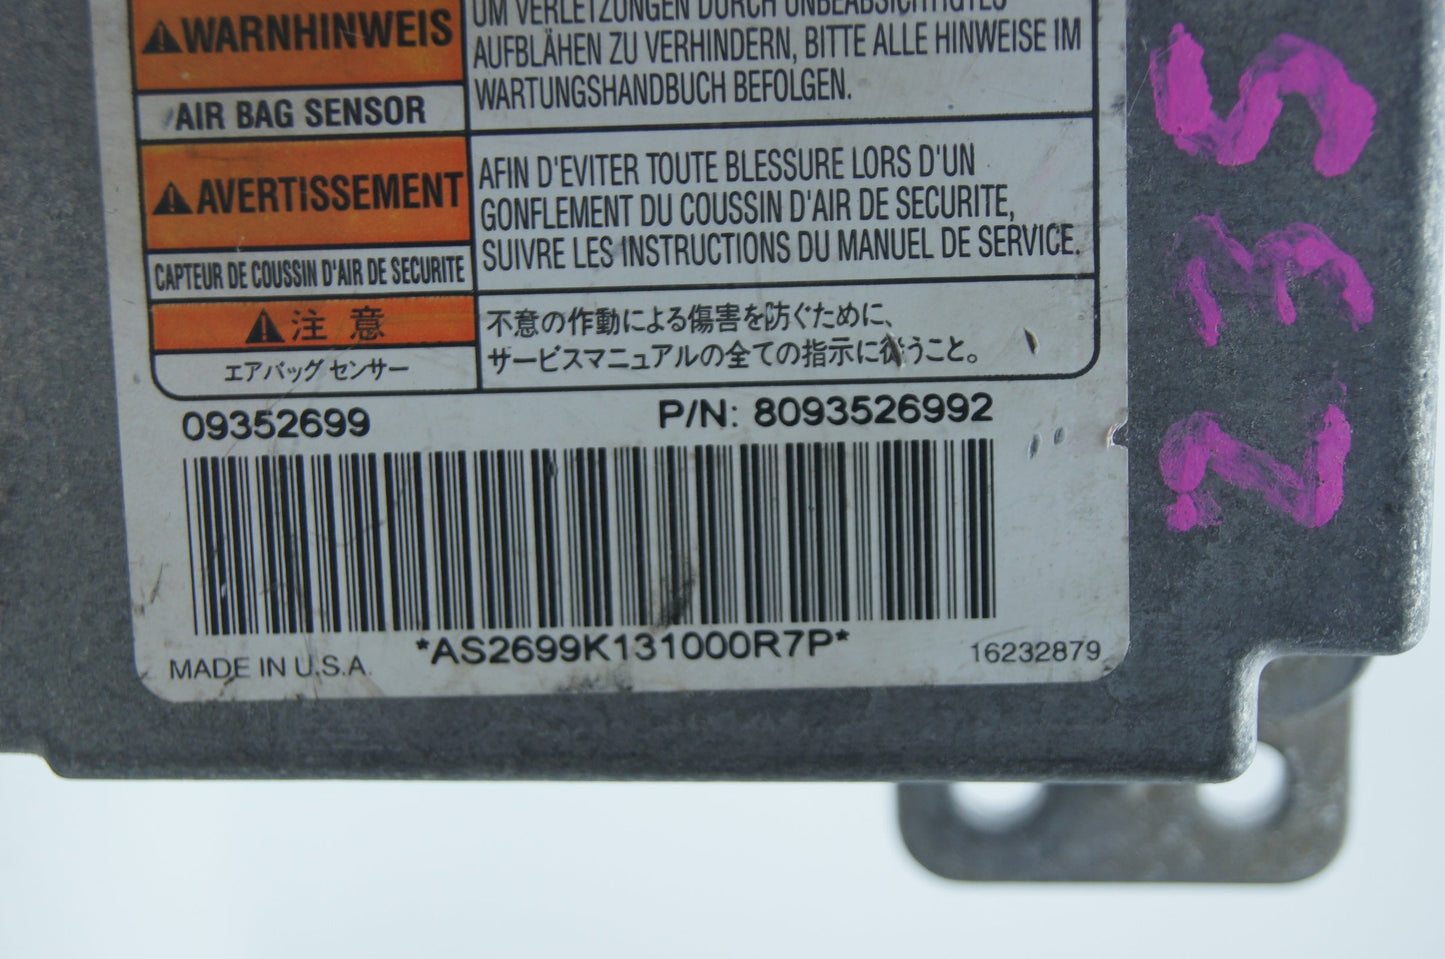 WARNHINWEIS
AIR BAG SENSOR
UM VERLETZUNGEN DURCH UNBEABSICHTIGTES
AUFBLÄHEN ZU VERHINDERN, BITTE ALLE HINWEISE IM
WARTUNGSHANDBUCH BEFOLGEN.
AVERTISSEMENT
CAPTEUR DE COUSSIN D'AIR DE SECURITE
AFIN D'EVITER TOUTE BLESSURE LORS D'UN
GONFLEMENT DU COUSSIN D'AIR DE SECURITE,
SUIVRE LES INSTRUCTIONS DU MANUEL DE SERVICE.
注 意
エアバッグ センサー
不意の作動による傷害を防ぐために、
サービスマニュアルの全ての指示に従うこと。
09352699
P/N: 8093526992
*AS2699K131000R7P*
MADE IN U.S.A.
16232879